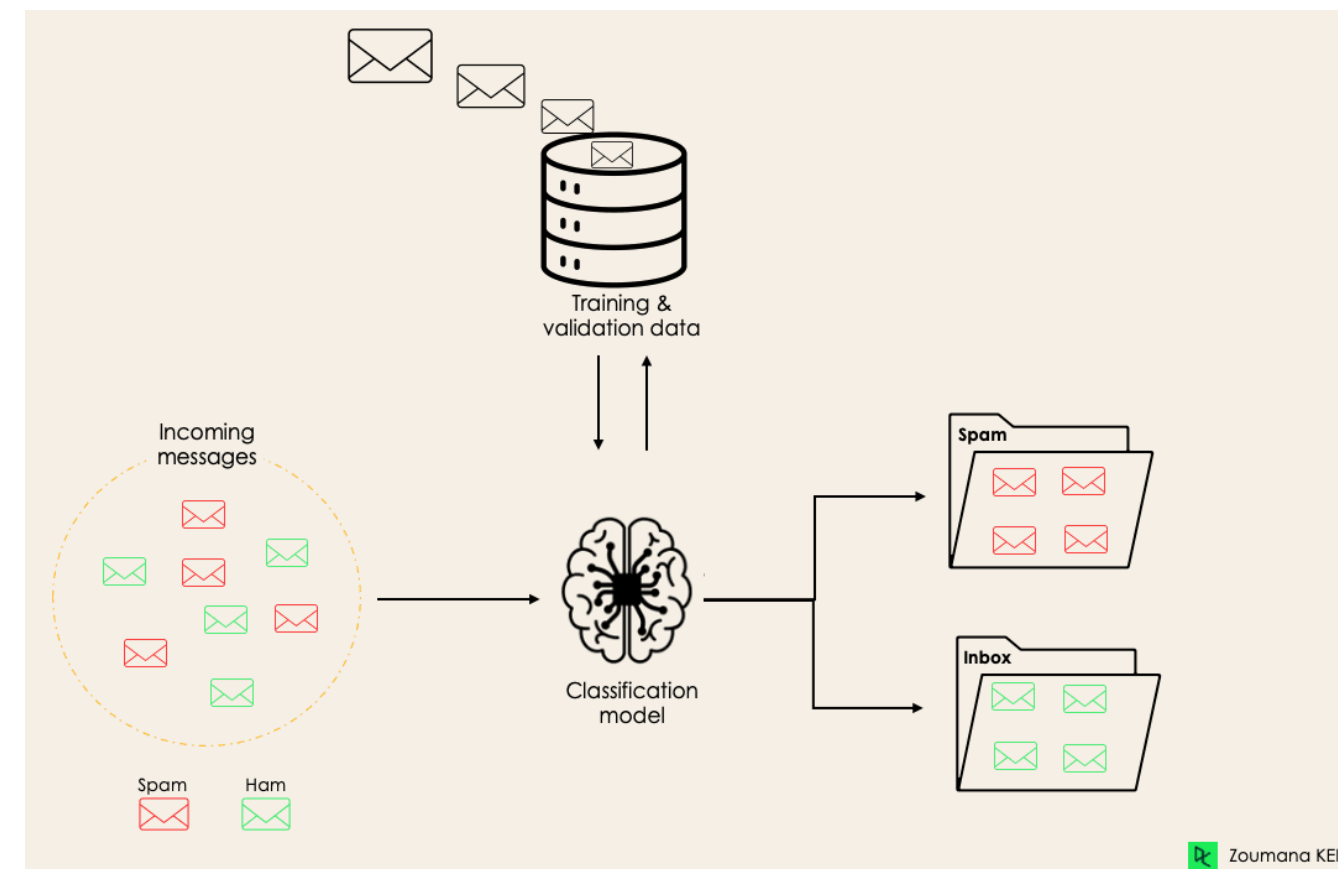 Training &
validation data
Incoming
messages
Spam
Classification
model
Inbox
Spam
Ham
Zoumana